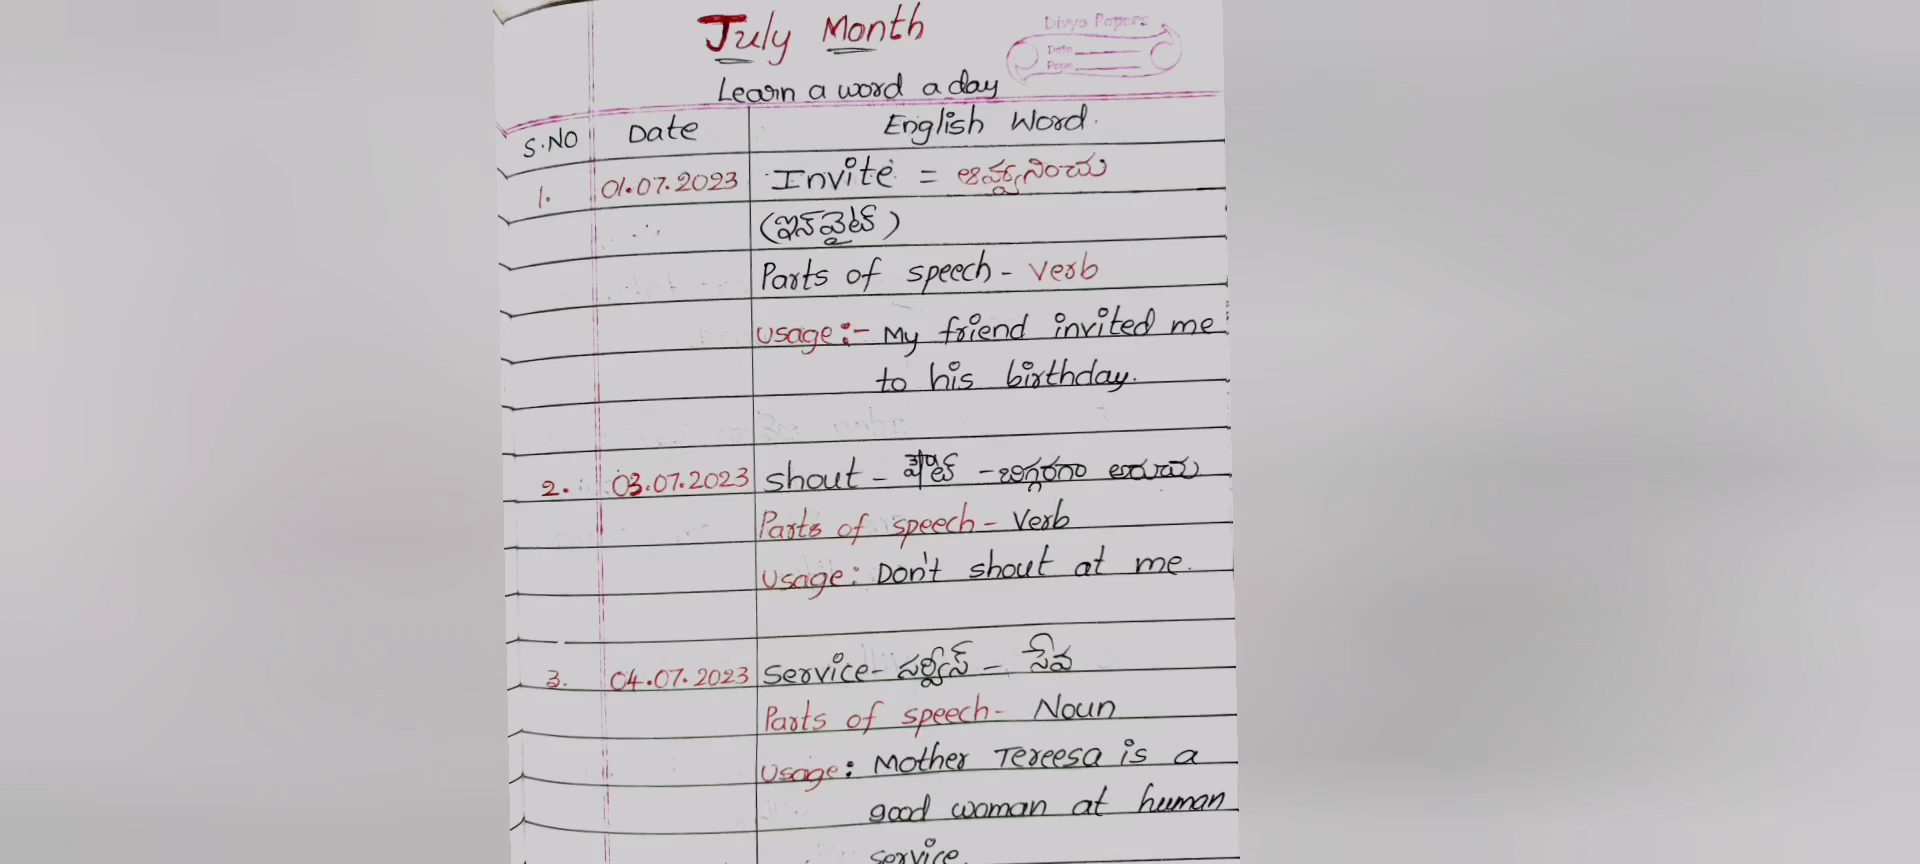 July Month
Divya Papers
Date
Page
Learn a word a day
S.NO Date English Word.
1. 01.07.2023 Invite = ఆహ్వానించు
(ఇన్‌వైట్)
Parts of speech - Verb
Usage:- My friend invited me
to his birthday.
2. 03.07.2023 Shout - షౌట్ - బిగ్గరగా అరుచు
Parts of speech - Verb
Usage: Don't shout at me.
3. 04.07.2023 Service - సర్వీస్ - సేవ
Parts of speech - Noun
Usage: Mother Tereesa is a
good woman at human
service.